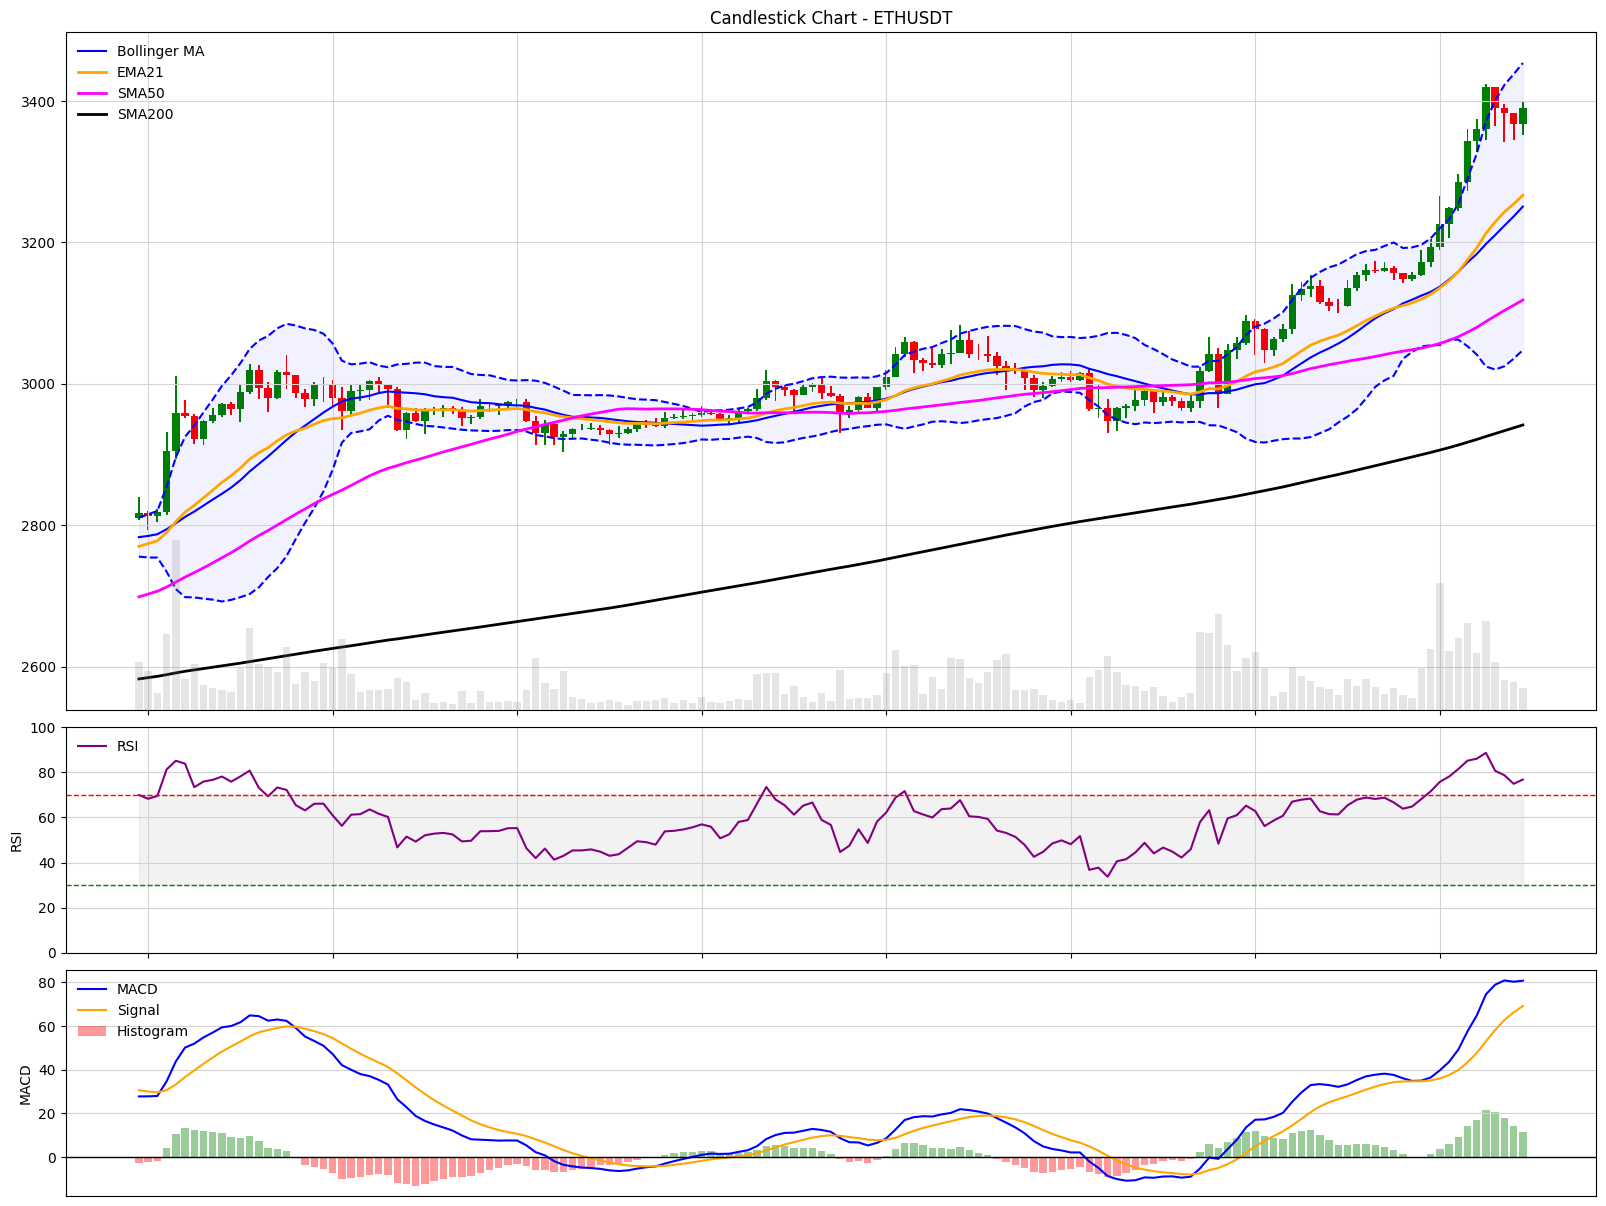 Candlestick Chart - ETHUSDT
Bollinger MA
EMA21
SMA50
SMA200
3400
3200
3000
2800
2600
RSI
100
80
60
40
20
0
RSI
MACD
Signal
Histogram
80
60
40
20
0
MACD